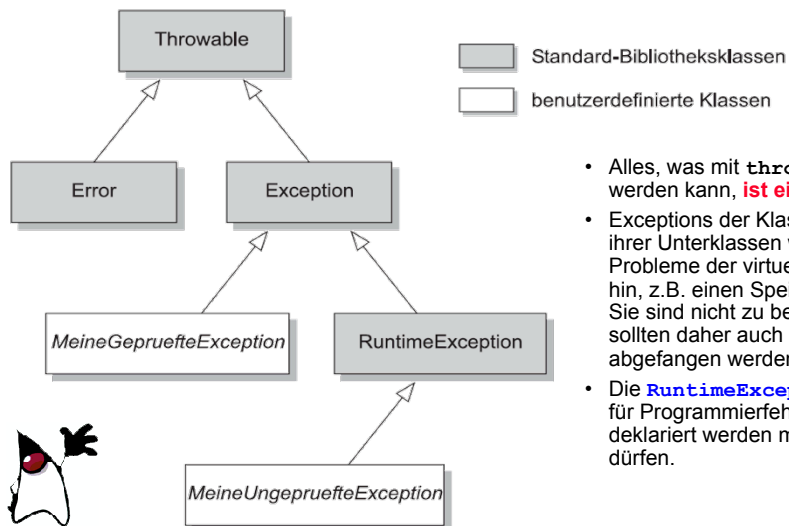 Throwable
Standard-Bibliotheksklassen
benutzerdefinierte Klassen
Error
Exception
MeineGepruefteException
RuntimeException
MeineUngepruefteException
• Alles, was mit
werden kann, ist
• Exceptions der
ihrer Unterklassen
Probleme der
hin, z.B. einen
Sie sind nicht zu
sollten daher auch
abgefangen
• Die
für
deklariert werden
dürfen.